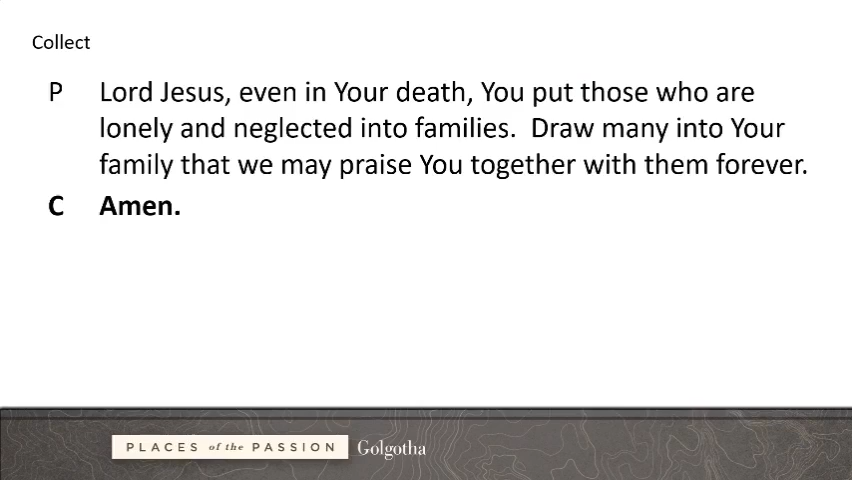 Collect
P Lord Jesus, even in Your death, You put those who are
lonely and neglected into families.  Draw many into Your
family that we may praise You together with them forever.
C Amen.
PLACES of the PASSION Golgotha